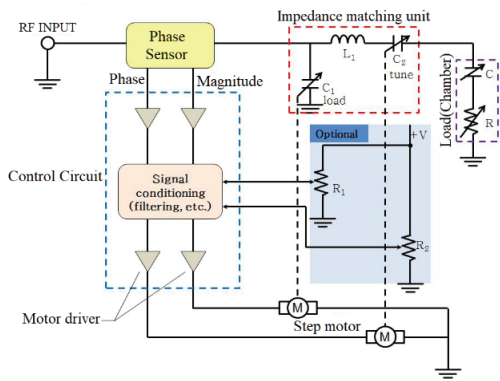 Impedance matching unit
RF INPUT
Phase
Sensor
L1
C2
tune
C1
load
Phase
Magnitude
C
R
Load(Chamber)
Optional
+V
Control Circuit
Signal
conditioning
(filtering, etc.)
R1
R2
Motor driver
M
Step motor
M